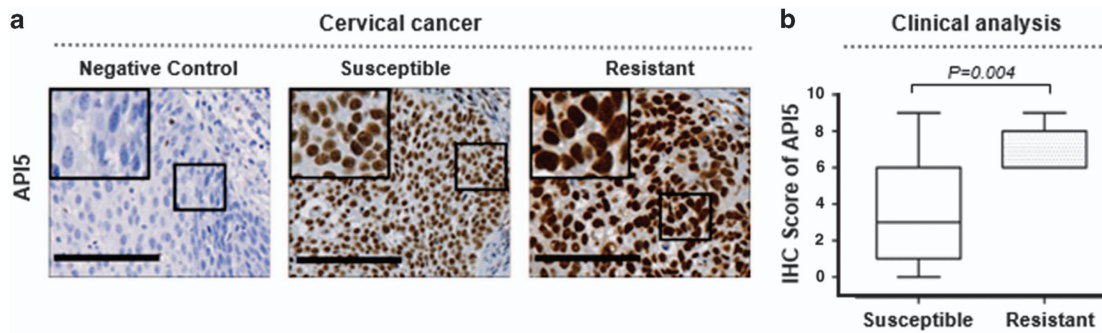 a
Cervical cancer
Negative Control Susceptible Resistant
API5
b
Clinical analysis
P=0.004
IHC Score of API5
10
8
6
4
2
0
Susceptible Resistant